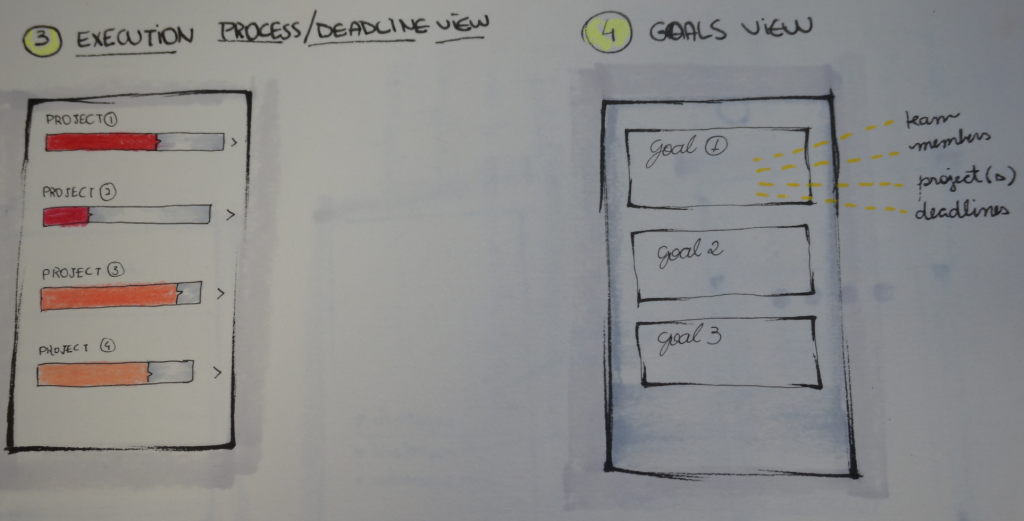 3 EXECUTION PROCESS/DEADLINE VIEW
PROJECT 1
>
PROJECT 2
>
PROJECT 3
>
PROJECT 4
>
4 GOALS VIEW
goal 1
goal 2
goal 3
team
members
project(s)
deadlines